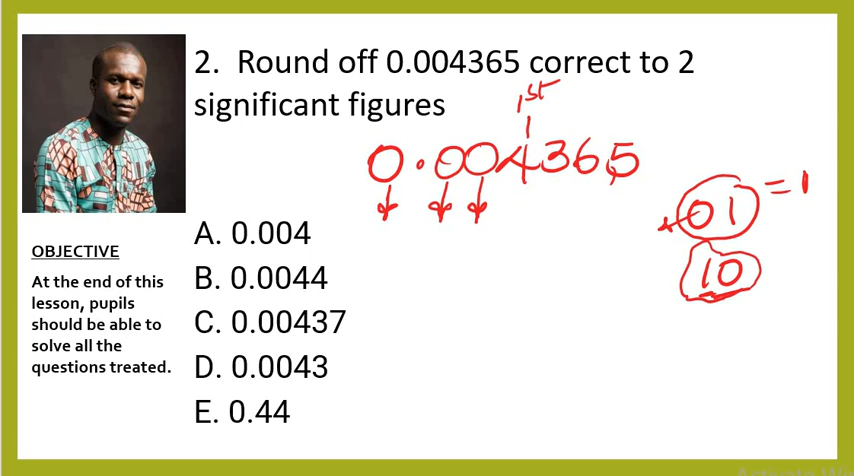 2. Round off 0.004365 correct to 2
significant figures
1st
0.004365
01 = 1
10
A. 0.004
B. 0.0044
C. 0.00437
D. 0.0043
E. 0.44
OBJECTIVE
At the end of this
lesson, pupils
should be able to
solve all the
questions treated.